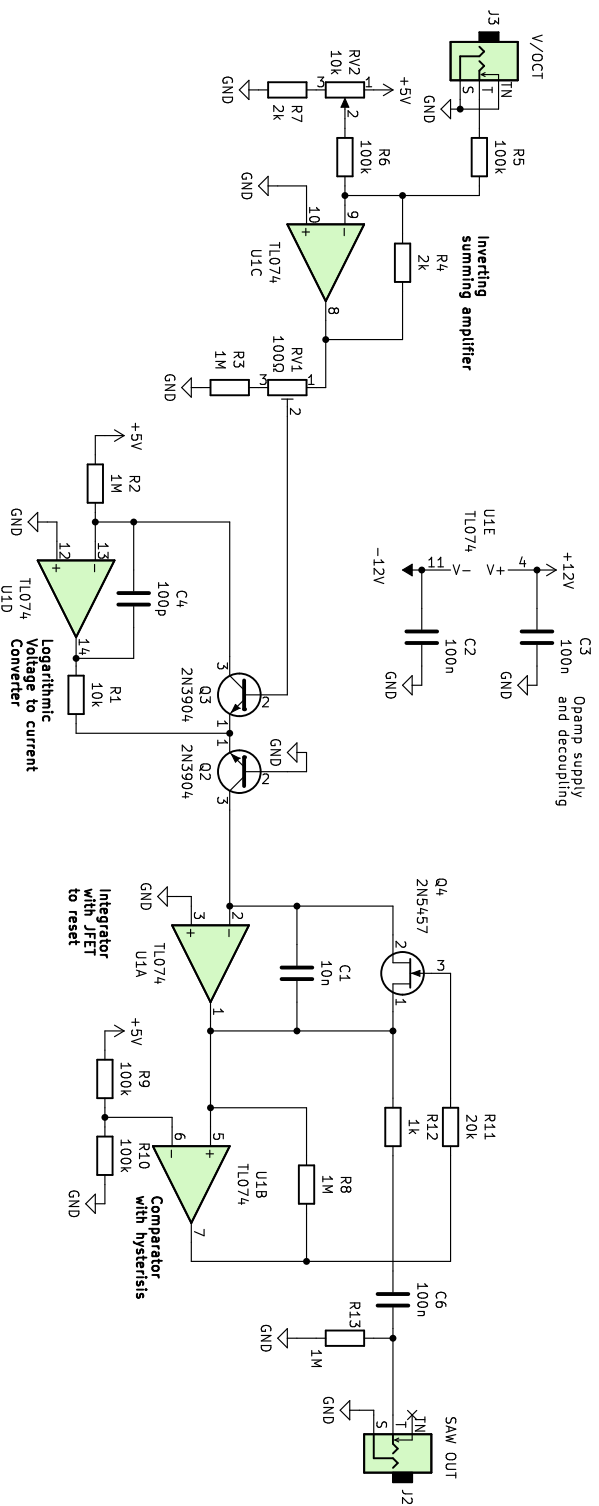 J3
V/OCT
TN
T
S
GND
R5
100k
+5V
RV2
10k
1
2
3
R7
2k
GND
R6
100k
GND
9
10
-
+
TL074
U1C
8
R4
2k
Inverting
summing amplifier
RV1
100Ω
1
2
3
R3
1M
GND
+5V
R2
1M
GND
13
12
-
+
TL074
U1D
14
C4
100p
R1
10k
Logarithmic
Voltage to current
Converter
Q3
2N3904
3
2
1
Q2
2N3904
1
2
3
GND
U1E
TL074
+12V
4
V+
V-
11
-12V
C3
100n
GND
C2
100n
GND
Opamp supply
and decoupling
Q4
2N5457
2
3
1
C1
10n
GND
2
3
-
+
TL074
U1A
1
Integrator
with JFET
to reset
+5V
R9
100k
R10
100k
GND
5
6
+
-
U1B
TL074
7
R8
1M
Comparator
with hysterisis
R12
1k
R11
20k
C6
100n
R13
1M
GND
SAW OUT
TN
T
S
GND
J2